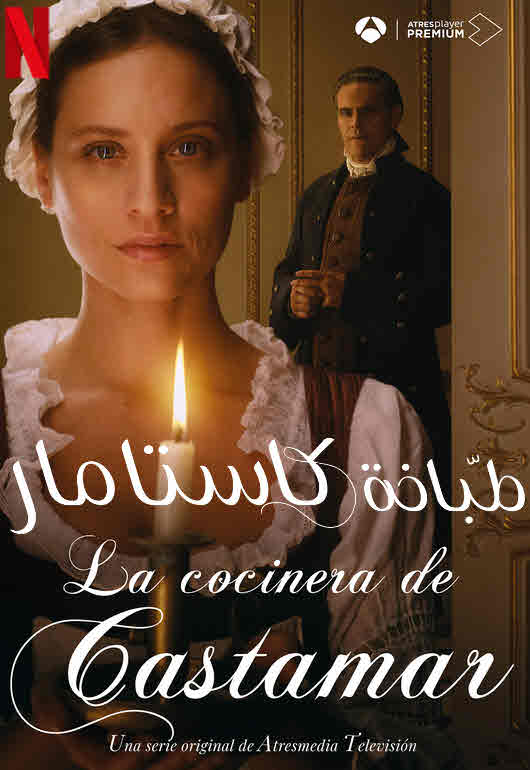 N
ATRESplayer
PREMIUM
طبّاخة كاستامار
La cocinera de
Castamar
Una serie original de Atresmedia Televisión